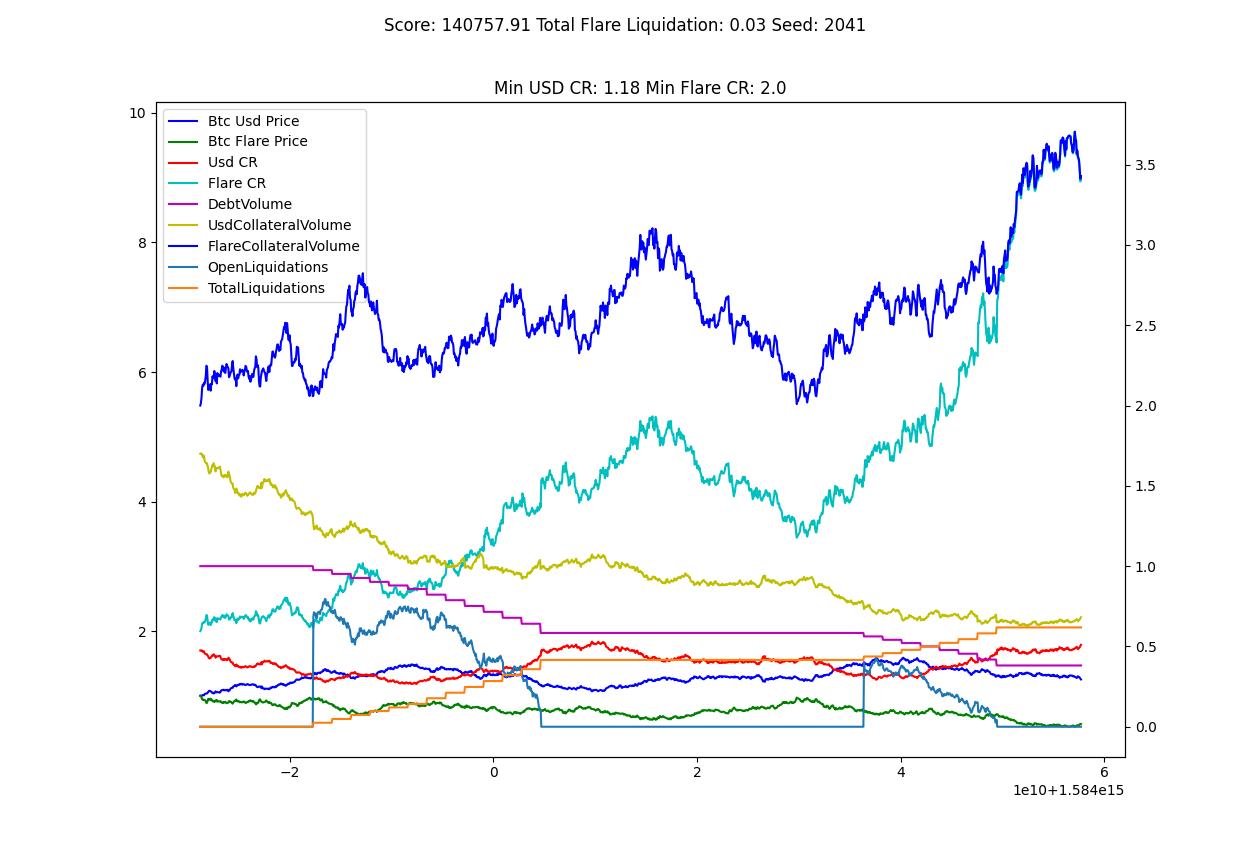 Score: 140757.91 Total Flare Liquidation: 0.03 Seed: 2041
Min USD CR: 1.18 Min Flare CR: 2.0
Btc Usd Price
Btc Flare Price
Usd CR
Flare CR
DebtVolume
UsdCollateralVolume
FlareCollateralVolume
OpenLiquidations
TotalLiquidations
10
8
6
4
2
3.5
3.0
2.5
2.0
1.5
1.0
0.5
0.0
−2 0 2 4 6
1e10+1.584e15